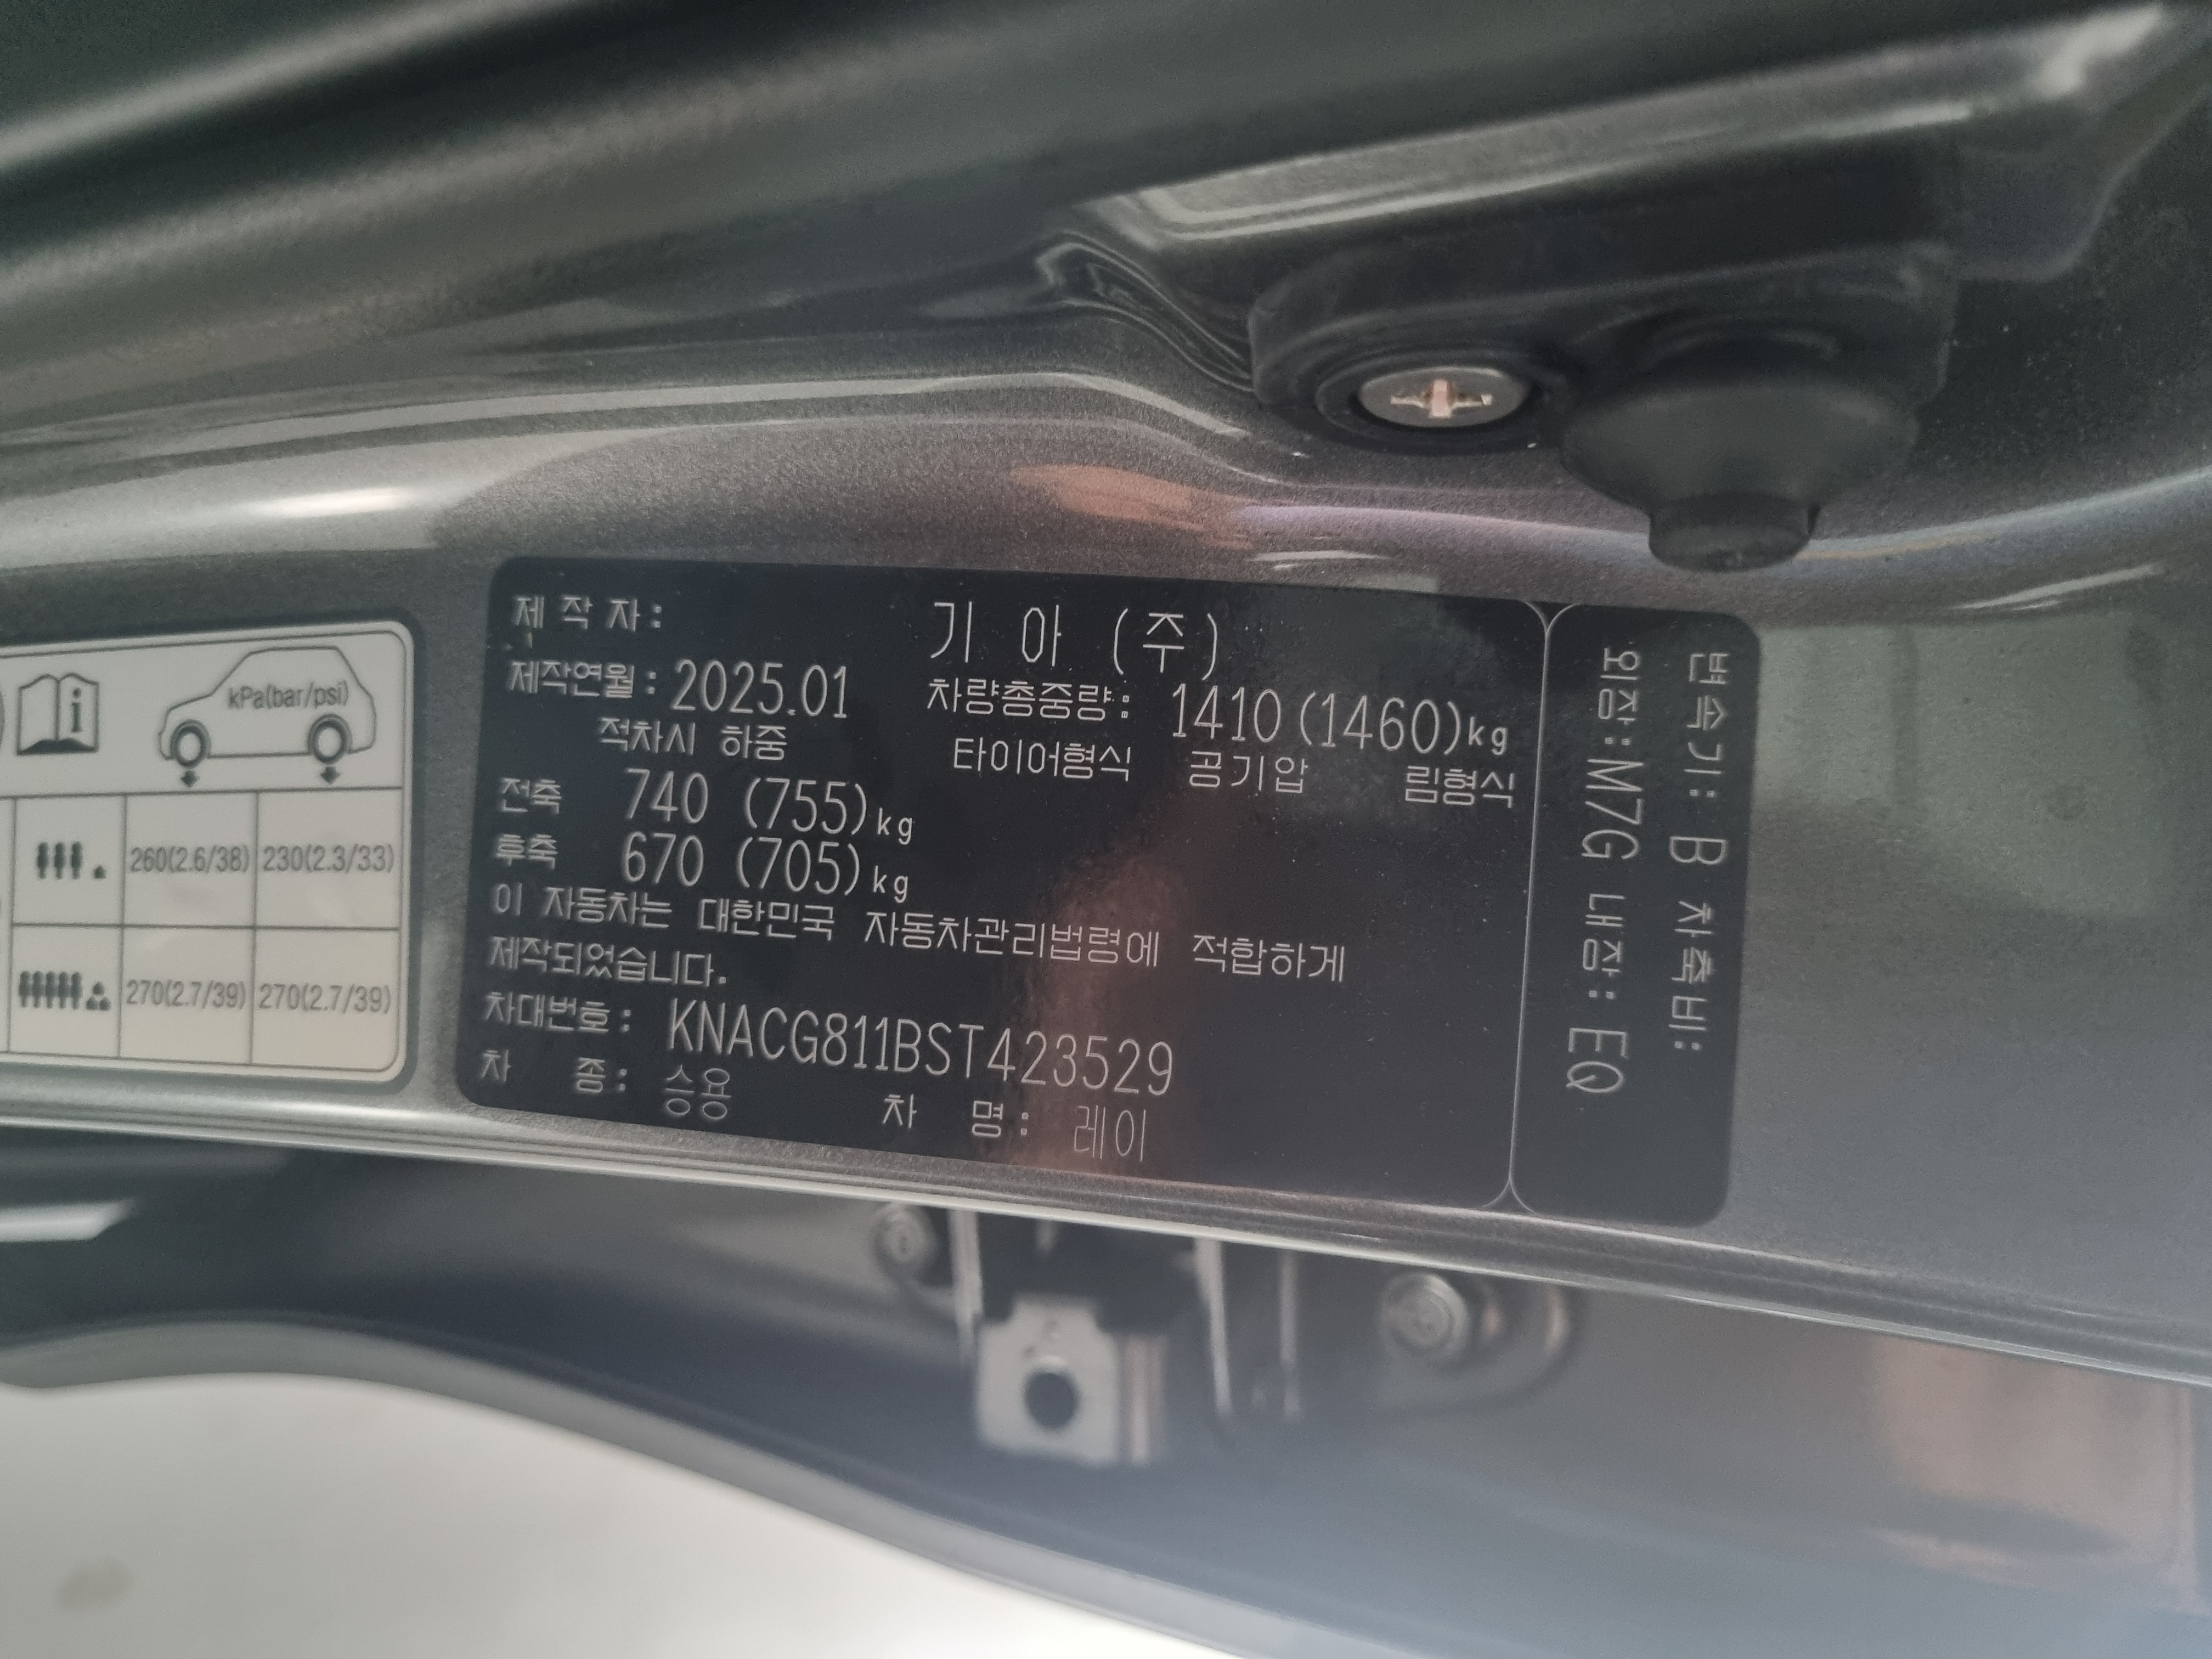 kPa(bar/psi)
260(2.6/38) 230(2.3/33)
270(2.7/39) 270(2.7/39)
제 작 자 : 기 아 (주)
제작연월 : 2025.01 차량총중량 : 1410 (1460)kg
적차시 하중 타이어형식 공기압 림형식
전축 740 (755)kg
후축 670 (705)kg
이 자동차는 대한민국 자동차관리법령에 적합하게
제작되었습니다.
차대번호 : KNACG811BST423529
차 종 : 승용 차 명 : 레이
변속기: B 차축비:
외장:M7G 내장: EQ